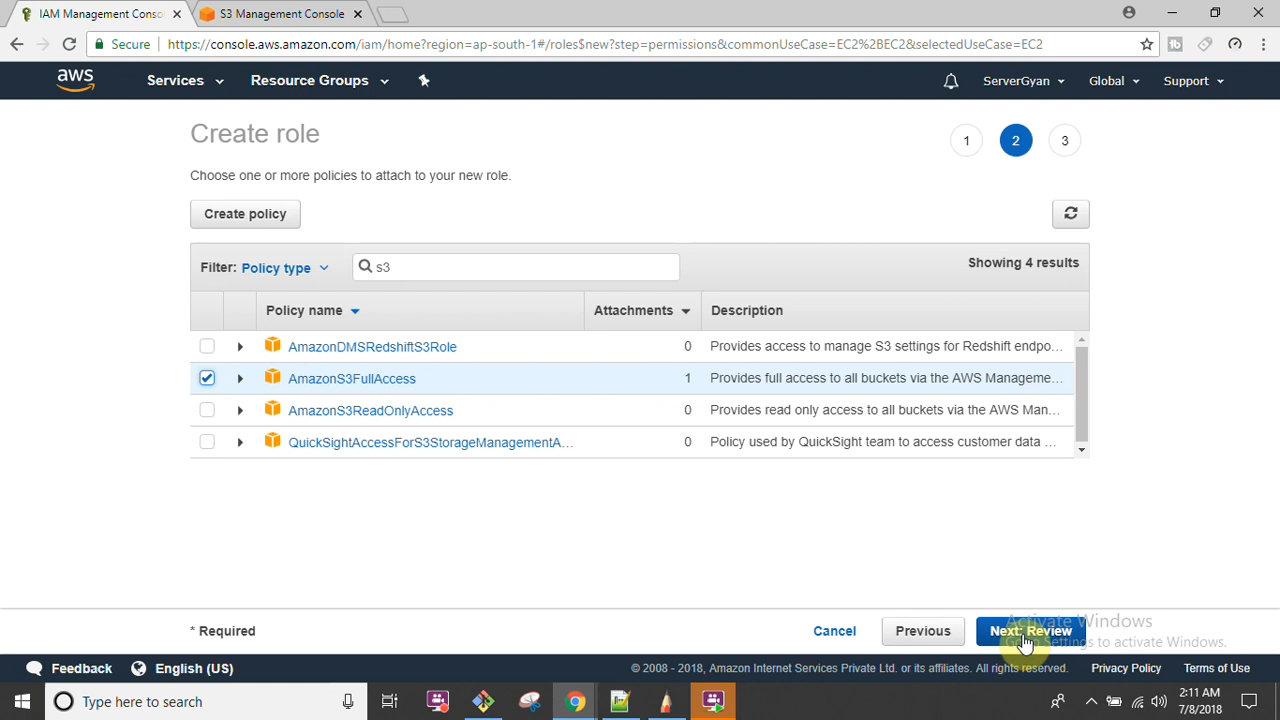 IAM Management Conso
S3 Management Console
Secure
https://console.aws.amazon.com/iam/home?region=ap-south-1#/roles$new?step=permissions&commonUseCase=EC2%2BEC2&selectedUseCase=EC2
aws
Services
Resource Groups
ServerGyan
Global
Support
Create role
1
2
3
Choose one or more policies to attach to your new role.
Create policy
Filter: Policy type
s3
Showing 4 results
Policy name
Attachments
Description
AmazonDMSRedshiftS3Role 0 Provides access to manage S3 settings for Redshift endpo...
AmazonS3FullAccess 1 Provides full access to all buckets via the AWS Manageme...
AmazonS3ReadOnlyAccess 0 Provides read only access to all buckets via the AWS Man...
QuickSightAccessForS3StorageManagementA... 0 Policy used by QuickSight team to access customer data ...
Activate Windows
Go to Settings to activate Windows.
* Required
Cancel
Previous
Next: Review
Feedback
English (US)
© 2008 - 2018, Amazon Internet Services Private Ltd. or its affiliates. All rights reserved.
Privacy Policy
Terms of Use
Type here to search
2:11 AM
7/8/2018